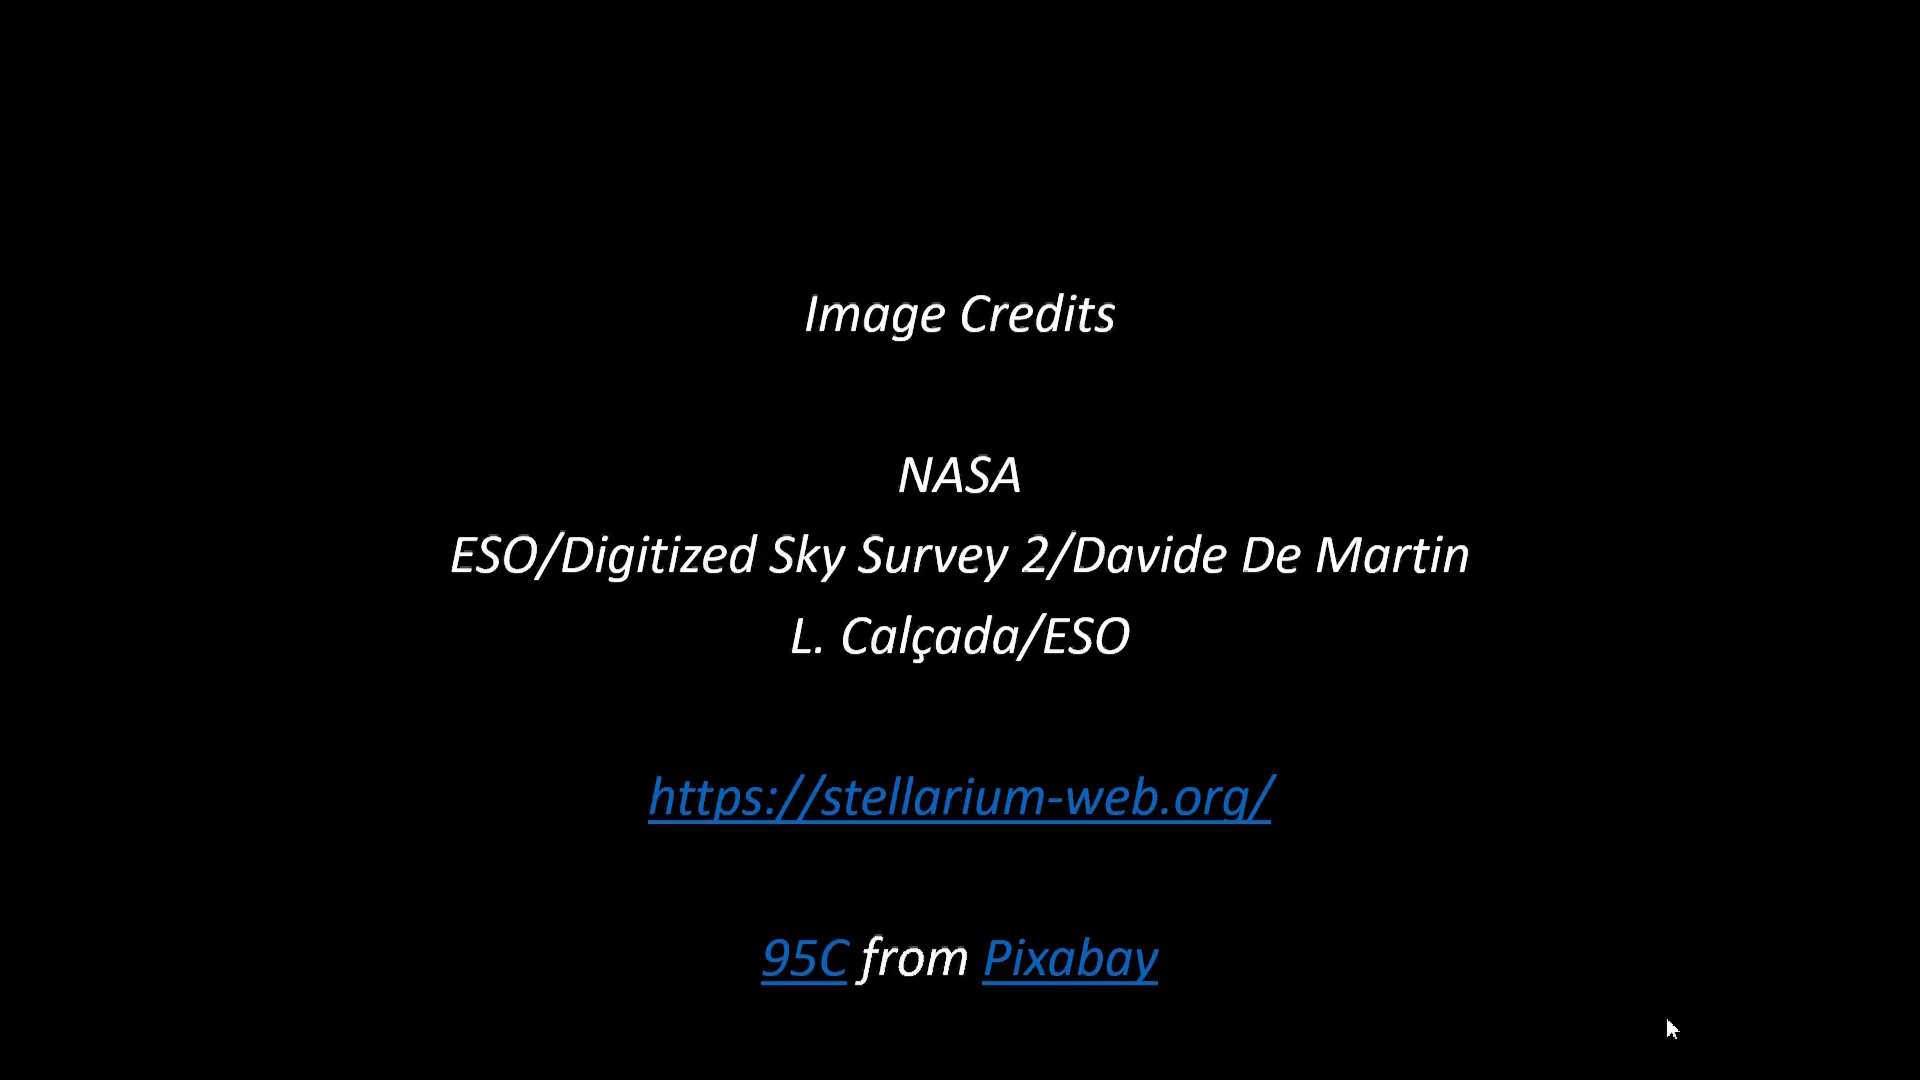 Image Credits
NASA
ESO/Digitized Sky Survey 2/Davide De Martin
L. Calçada/ESO
https://stellarium-web.org/
95C from Pixabay